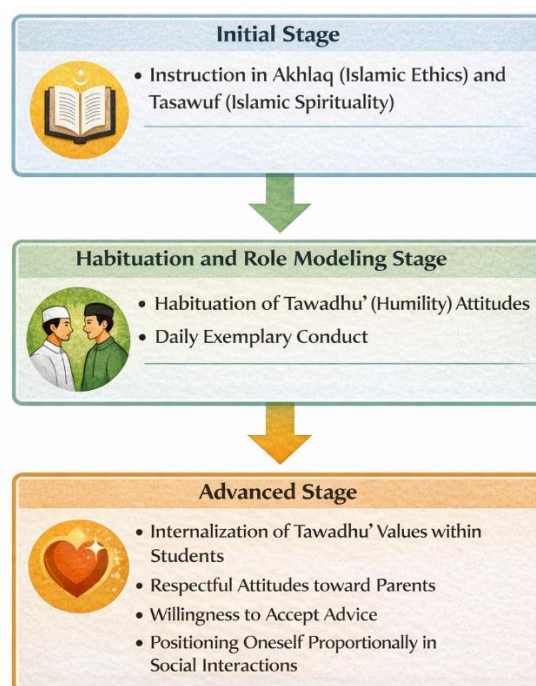 Initial Stage
• Instruction in Akhlaq (Islamic Ethics) and
Tasawuf (Islamic Spirituality)
Habituation and Role Modeling Stage
• Habituation of Tawadhu’ (Humility) Attitudes
• Daily Exemplary Conduct
Advanced Stage
• Internalization of Tawadhu’ Values within
Students
• Respectful Attitudes toward Parents
• Willingness to Accept Advice
• Positioning Oneself Proportionally in
Social Interactions